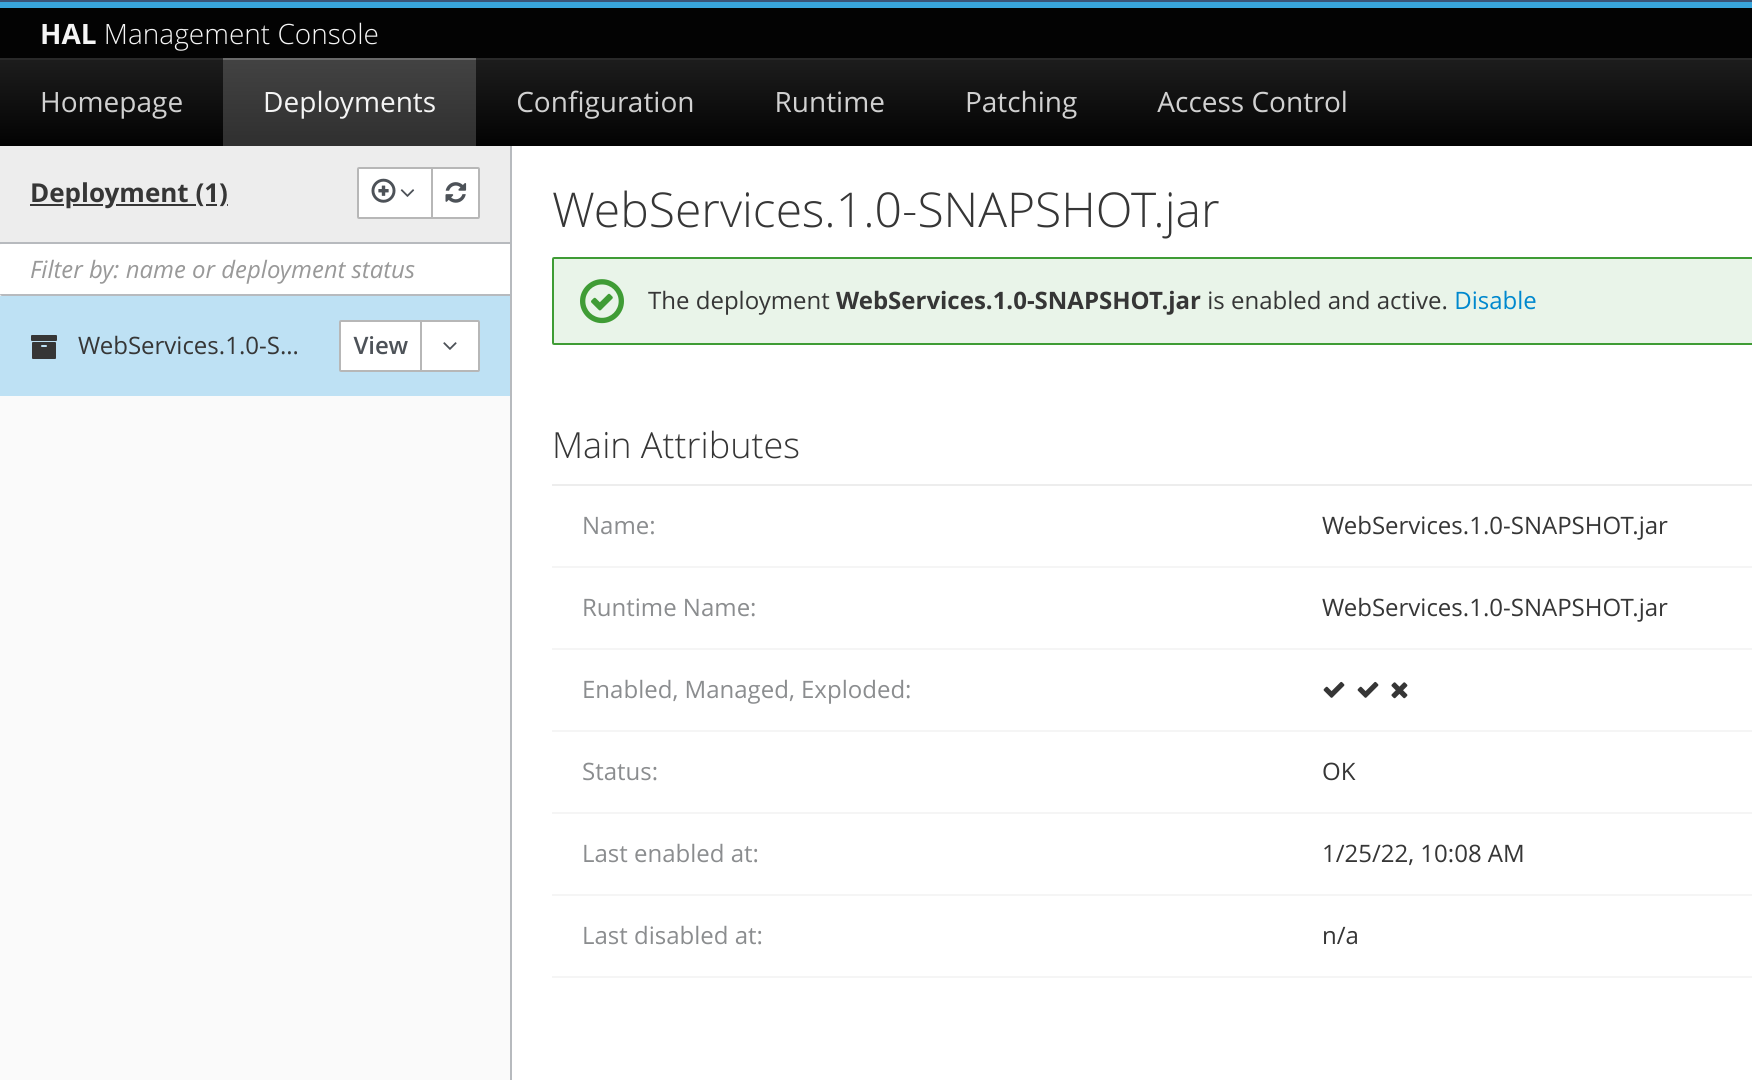 HAL Management Console
Homepage Deployments Configuration Runtime Patching Access Control
Deployment (1)
Filter by: name or deployment status
WebServices.1.0-S... View
WebServices.1.0-SNAPSHOT.jar
The deployment WebServices.1.0-SNAPSHOT.jar is enabled and active. Disable
Main Attributes
Name: WebServices.1.0-SNAPSHOT.jar
Runtime Name: WebServices.1.0-SNAPSHOT.jar
Enabled, Managed, Exploded:
Status: OK
Last enabled at: 1/25/22, 10:08 AM
Last disabled at: n/a